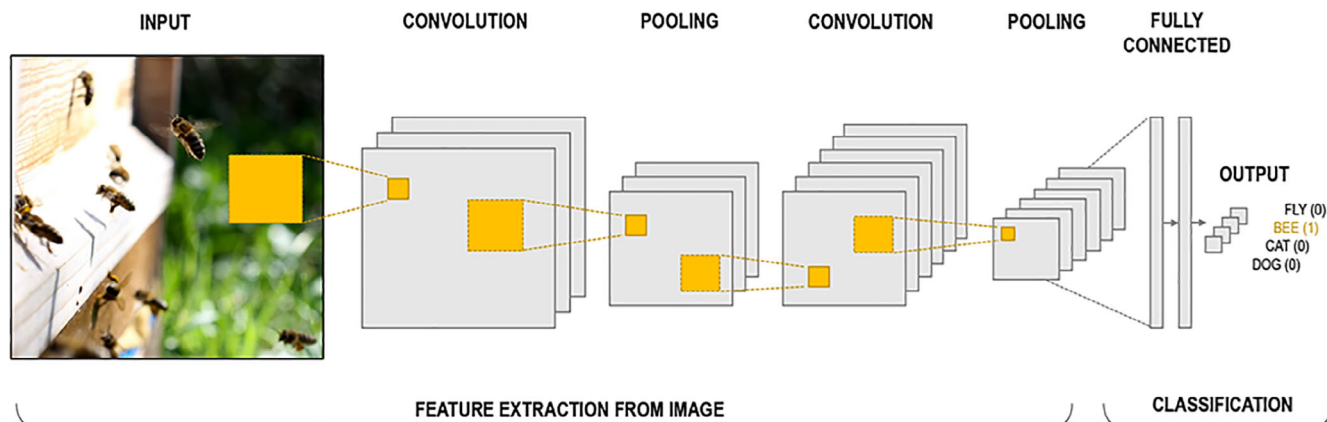 INPUT
CONVOLUTION
POOLING
CONVOLUTION
POOLING
FULLY
CONNECTED
OUTPUT
FLY (0)
BEE (1)
CAT (0)
DOG (0)
FEATURE EXTRACTION FROM IMAGE
CLASSIFICATION